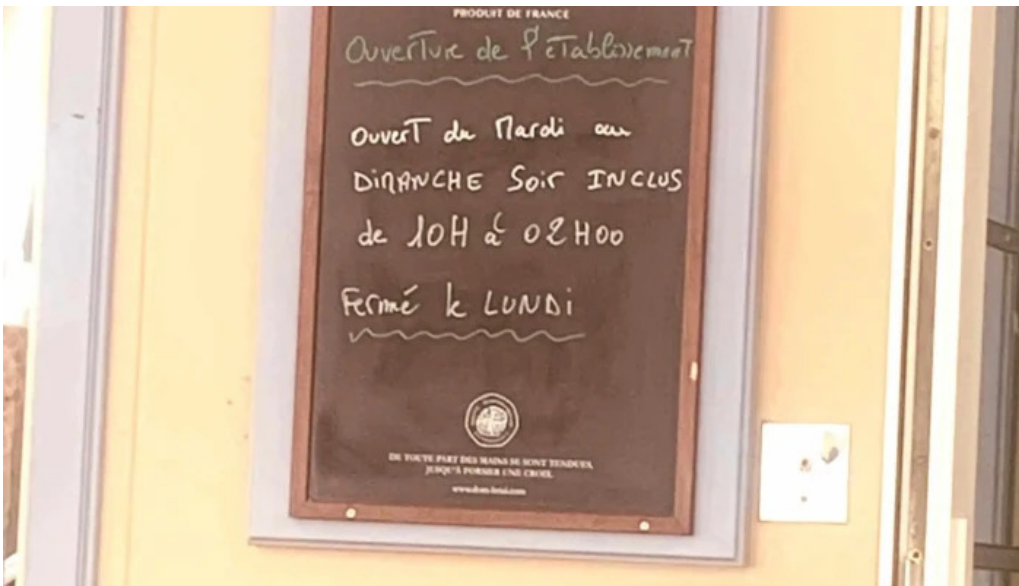 PRODUIT DE FRANCE
Ouverture de l'établissement
Ouvert du Mardi au
DIMANCHE Soir INCLUS
de 10H à 02H00
Fermé le LUNDI
DE TOUTE PART DES MAINS SE SONT TENDUES,
JUSQU'À FORMER UNE CROIX.